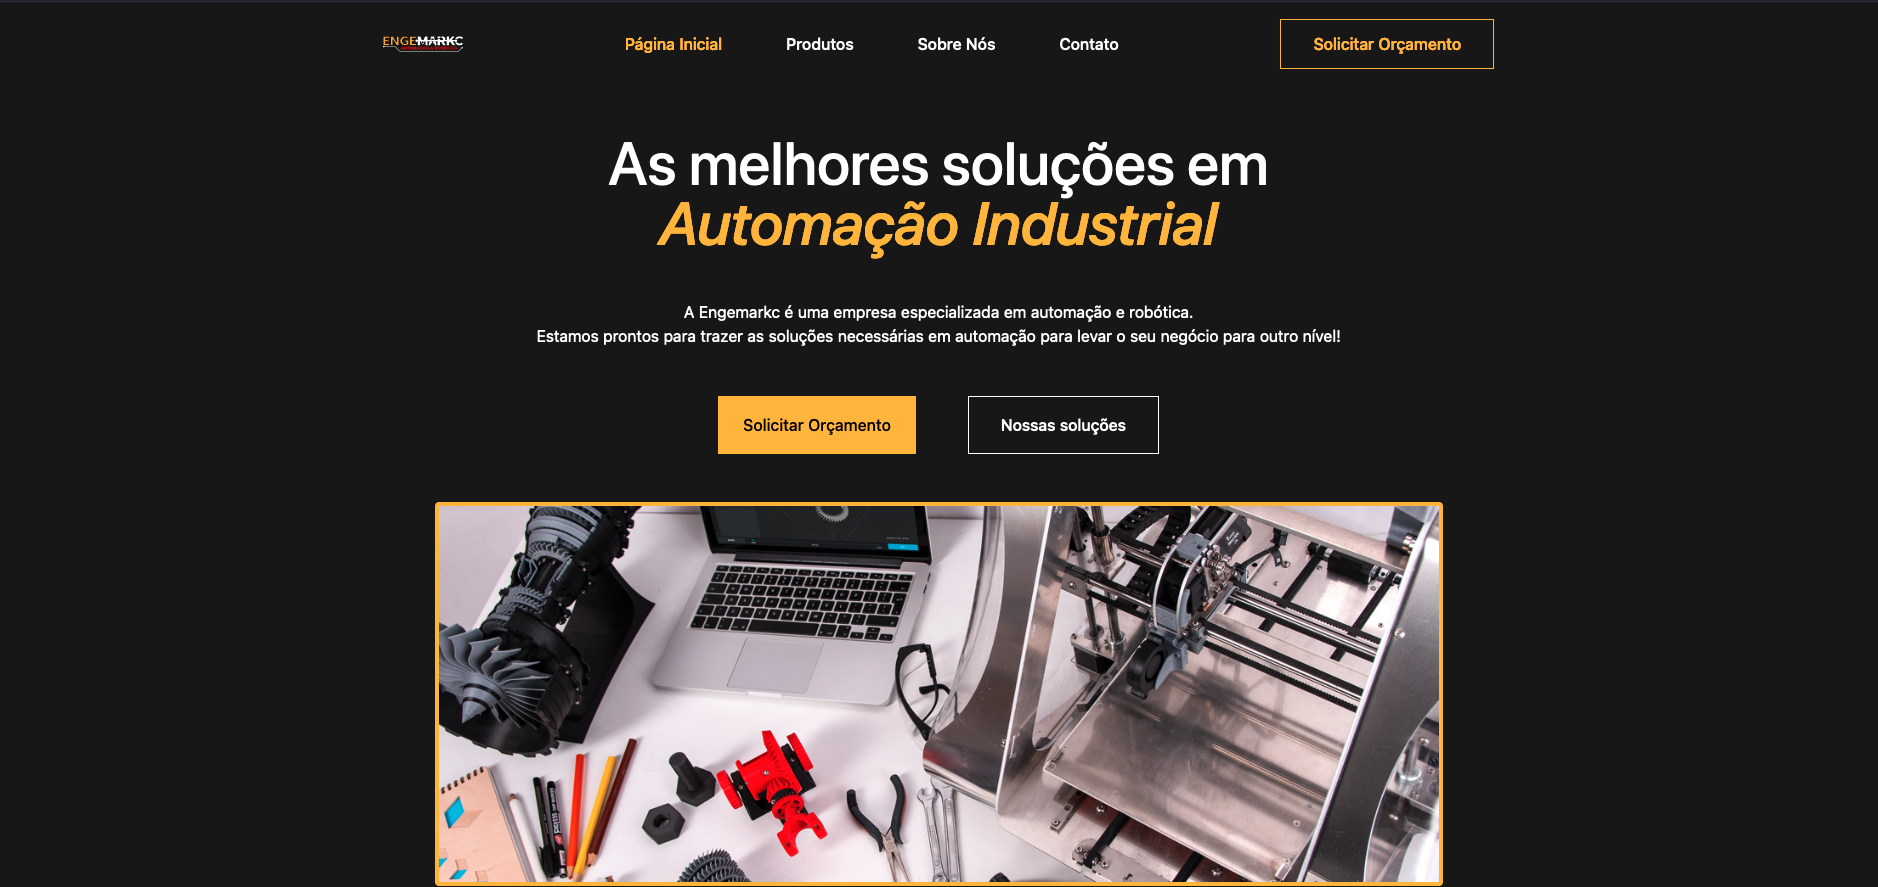 ENGEMARKC
Página Inicial
Produtos
Sobre Nós
Contato
Solicitar Orçamento
As melhores soluções em
Automação Industrial
A Engemarkc é uma empresa especializada em automação e robótica.
Estamos prontos para trazer as soluções necessárias em automação para levar o seu negócio para outro nível!
Solicitar Orçamento
Nossas soluções